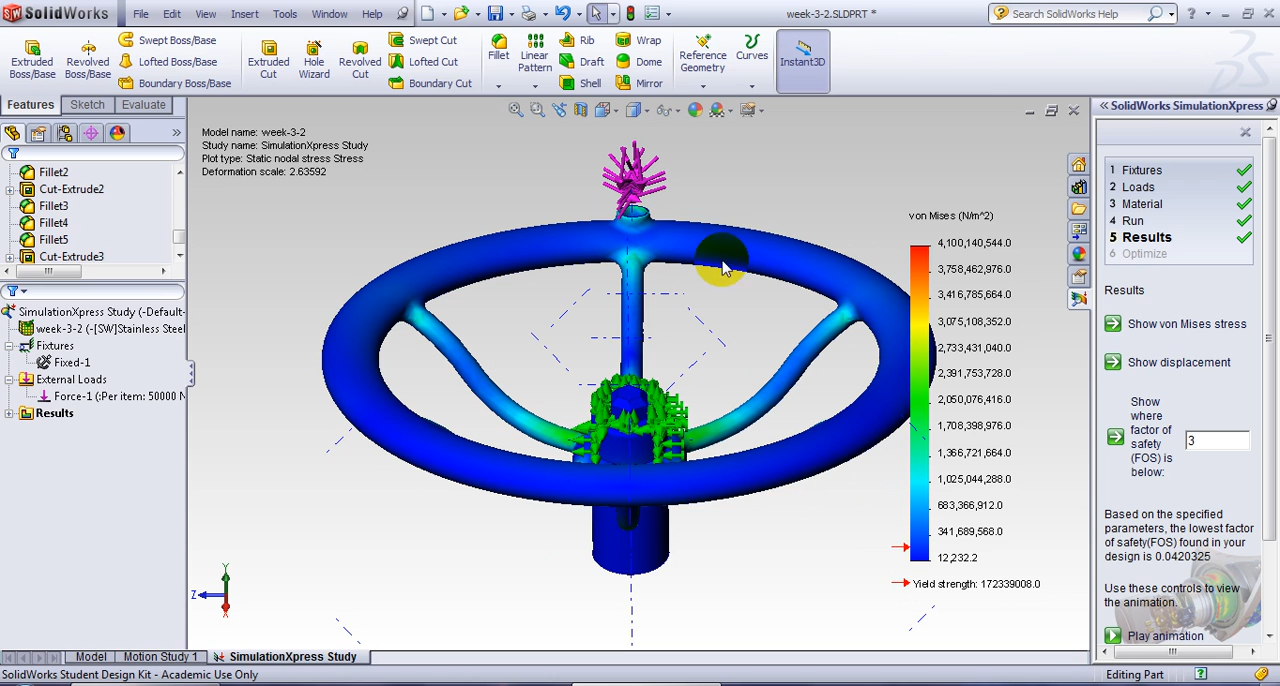 SolidWorks
File Edit View Insert Tools Window Help
week-3-2.SLDPRT *
Search SolidWorks Help
Extruded Boss/Base
Revolved Boss/Base
Swept Boss/Base
Lofted Boss/Base
Boundary Boss/Base
Extruded Cut
Hole Wizard
Revolved Cut
Swept Cut
Lofted Cut
Boundary Cut
Fillet
Linear Pattern
Rib
Draft
Shell
Wrap
Dome
Mirror
Reference Geometry
Curves
Instant3D
Features Sketch Evaluate
Fillet2
Cut-Extrude2
Fillet3
Fillet4
Fillet5
Cut-Extrude3
SimulationXpress Study (-Default-
week-3-2 (-[SW]Stainless Steel
Fixtures
Fixed-1
External Loads
Force-1 (:Per item: 50000 N
Results
Model name: week-3-2
Study name: SimulationXpress Study
Plot type: Static nodal stress Stress
Deformation scale: 2.63592
von Mises (N/m^2)
4,100,140,544.0
3,758,462,976.0
3,416,785,664.0
3,075,108,352.0
2,733,431,040.0
2,391,753,728.0
2,050,076,416.0
1,708,398,976.0
1,366,721,664.0
1,025,044,288.0
683,366,912.0
341,689,568.0
12,232.2
Yield strength: 172339008.0
Y
Z
SolidWorks SimulationXpress
1 Fixtures
2 Loads
3 Material
4 Run
5 Results
6 Optimize
Results
Show von Mises stress
Show displacement
Show
where
factor of
safety
(FOS) is
below:
3
Based on the specified
parameters, the lowest factor
of safety(FOS) found in your
design is 0.0420325
Use these controls to view
the animation.
Play animation
Model Motion Study 1 SimulationXpress Study
SolidWorks Student Design Kit - Academic Use Only
Editing Part